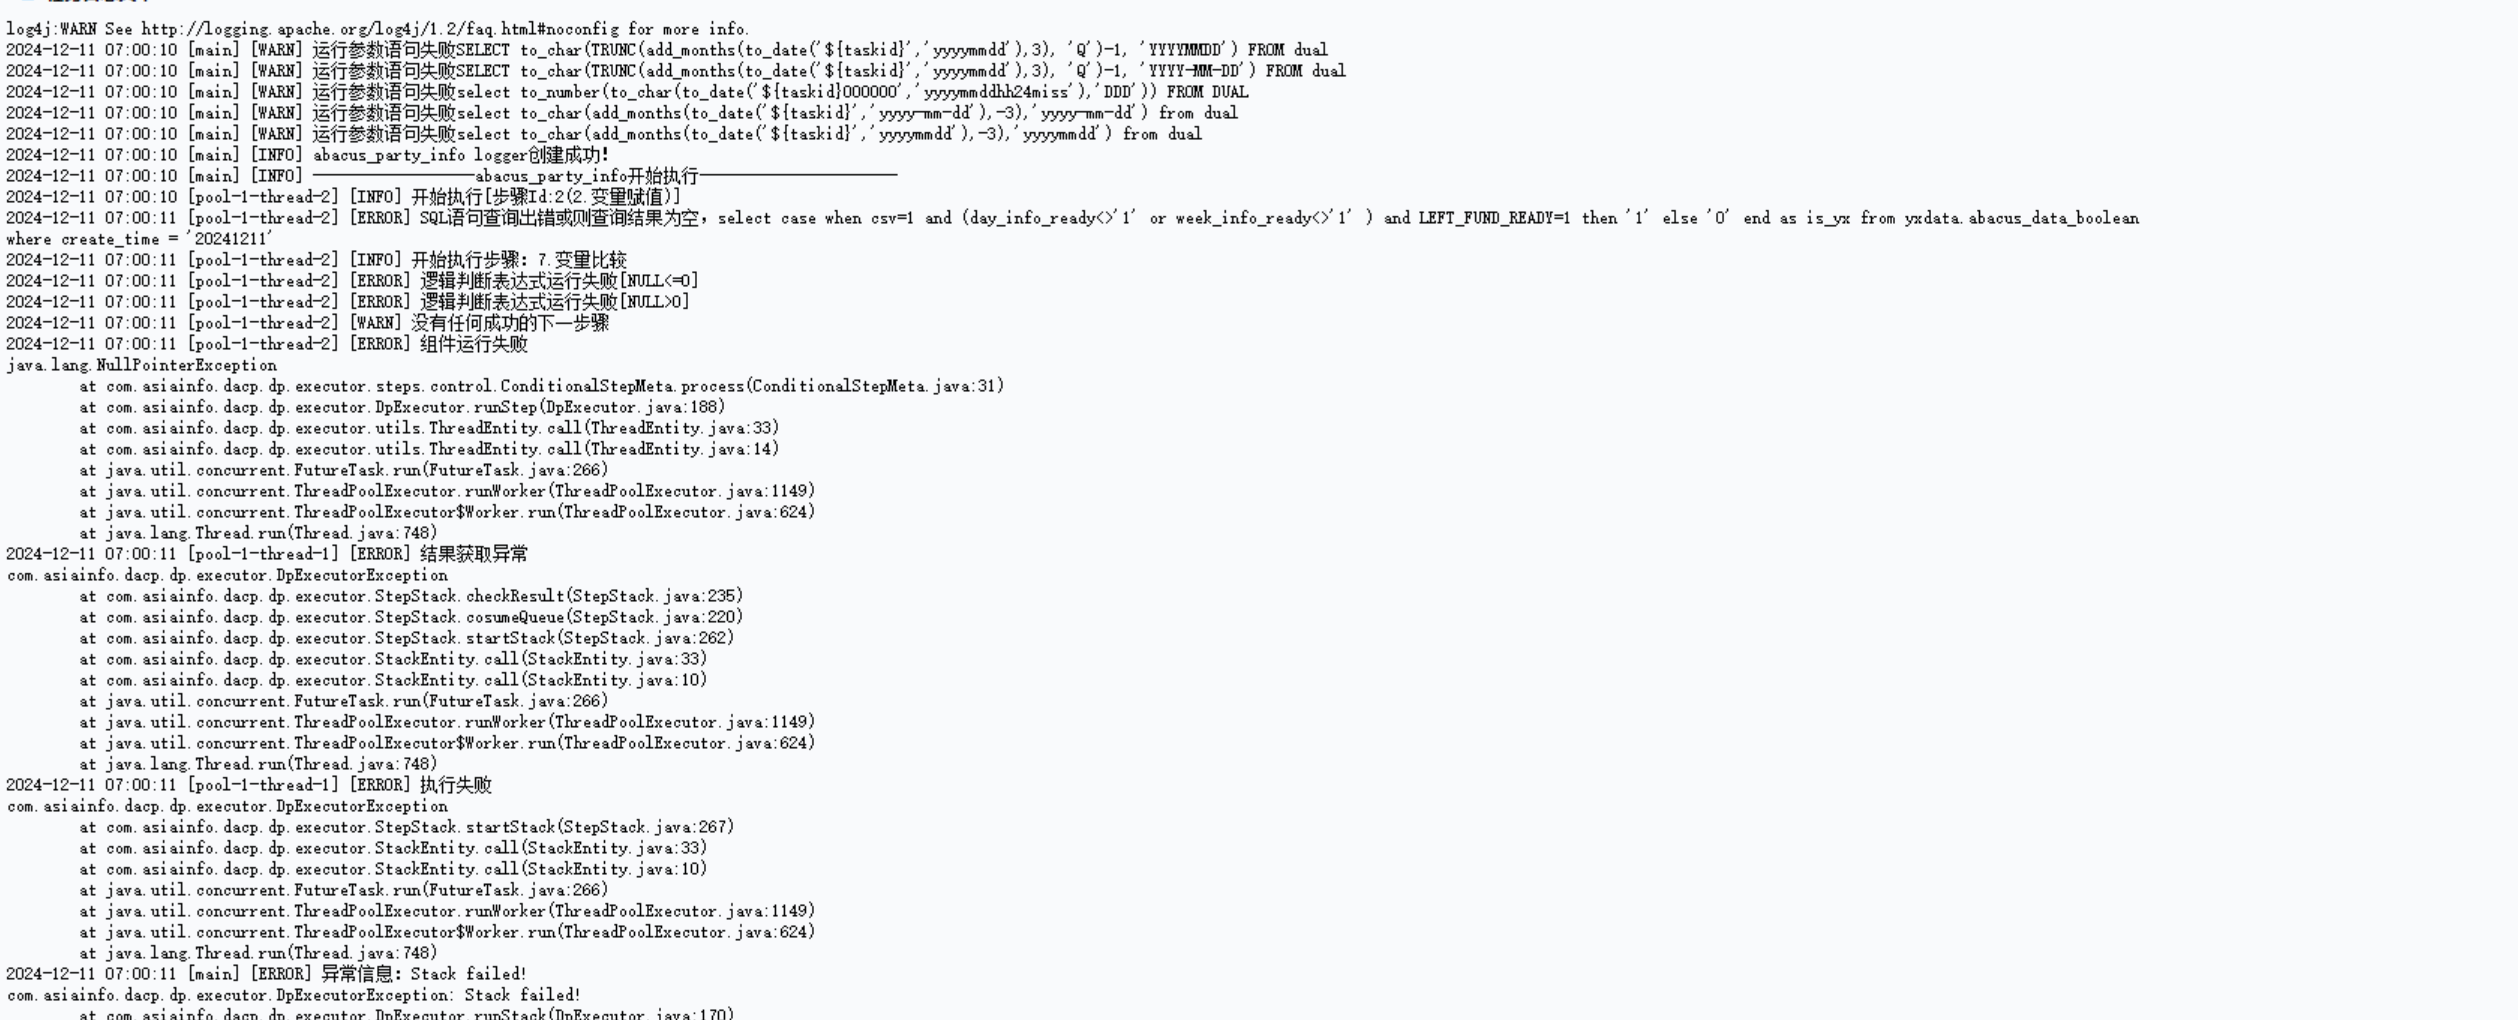 log4j:WARN See http://logging.apache.org/log4j/1.2/faq.html#noconfig for more info.
2024-12-11 07:00:10 [main] [WARN] 运行参数语句失败SELECT to_char(TRUNC(add_months(to_date('${taskid}','yyyymmdd'),3), 'Q')-1, 'YYYYMMDD') FROM dual
2024-12-11 07:00:10 [main] [WARN] 运行参数语句失败SELECT to_char(TRUNC(add_months(to_date('${taskid}','yyyymmdd'),3), 'Q')-1, 'YYYY-MM-DD') FROM dual
2024-12-11 07:00:10 [main] [WARN] 运行参数语句失败select to_number(to_char(to_date('${taskid}000000','yyyymmddhh24miss'),'DDD')) FROM DUAL
2024-12-11 07:00:10 [main] [WARN] 运行参数语句失败select to_char(add_months(to_date('${taskid}','yyyy-mm-dd'),-3),'yyyy-mm-dd') from dual
2024-12-11 07:00:10 [main] [WARN] 运行参数语句失败select to_char(add_months(to_date('${taskid}','yyyymmdd'),-3),'yyyymmdd') from dual
2024-12-11 07:00:10 [main] [INFO] abacus_party_info logger创建成功!
2024-12-11 07:00:10 [main] [INFO] ------------------abacus_party_info开始执行----------------------
2024-12-11 07:00:10 [pool-1-thread-2] [INFO] 开始执行[步骤Id:2(2.变量赋值)]
2024-12-11 07:00:11 [pool-1-thread-2] [ERROR] SQL语句查询出错或则查询结果为空，select case when csv=1 and (day_info_ready<>'1' or week_info_ready<>'1' ) and LEFT_FUND_READY=1 then '1' else '0' end as is_yx from yxdata.abacus_data_boolean
where create_time = '20241211'
2024-12-11 07:00:11 [pool-1-thread-2] [INFO] 开始执行步骤: 7.变量比较
2024-12-11 07:00:11 [pool-1-thread-2] [ERROR] 逻辑判断表达式运行失败[NULL<=0]
2024-12-11 07:00:11 [pool-1-thread-2] [ERROR] 逻辑判断表达式运行失败[NULL>0]
2024-12-11 07:00:11 [pool-1-thread-2] [WARN] 没有任何成功的下一步骤
2024-12-11 07:00:11 [pool-1-thread-2] [ERROR] 组件运行失败
java.lang.NullPointerException
at com.asiainfo.dacp.dp.executor.steps.control.ConditionalStepMeta.process(ConditionalStepMeta.java:31)
at com.asiainfo.dacp.dp.executor.DpExecutor.runStep(DpExecutor.java:188)
at com.asiainfo.dacp.dp.executor.utils.ThreadEntity.call(ThreadEntity.java:33)
at com.asiainfo.dacp.dp.executor.utils.ThreadEntity.call(ThreadEntity.java:14)
at java.util.concurrent.FutureTask.run(FutureTask.java:266)
at java.util.concurrent.ThreadPoolExecutor.runWorker(ThreadPoolExecutor.java:1149)
at java.util.concurrent.ThreadPoolExecutor$Worker.run(ThreadPoolExecutor.java:624)
at java.lang.Thread.run(Thread.java:748)
2024-12-11 07:00:11 [pool-1-thread-1] [ERROR] 结果获取异常
com.asiainfo.dacp.dp.executor.DpExecutorException
at com.asiainfo.dacp.dp.executor.StepStack.checkResult(StepStack.java:235)
at com.asiainfo.dacp.dp.executor.StepStack.cosumeQueue(StepStack.java:220)
at com.asiainfo.dacp.dp.executor.StepStack.startStack(StepStack.java:262)
at com.asiainfo.dacp.dp.executor.StackEntity.call(StackEntity.java:33)
at com.asiainfo.dacp.dp.executor.StackEntity.call(StackEntity.java:10)
at java.util.concurrent.FutureTask.run(FutureTask.java:266)
at java.util.concurrent.ThreadPoolExecutor.runWorker(ThreadPoolExecutor.java:1149)
at java.util.concurrent.ThreadPoolExecutor$Worker.run(ThreadPoolExecutor.java:624)
at java.lang.Thread.run(Thread.java:748)
2024-12-11 07:00:11 [pool-1-thread-1] [ERROR] 执行失败
com.asiainfo.dacp.dp.executor.DpExecutorException
at com.asiainfo.dacp.dp.executor.StepStack.startStack(StepStack.java:267)
at com.asiainfo.dacp.dp.executor.StackEntity.call(StackEntity.java:33)
at com.asiainfo.dacp.dp.executor.StackEntity.call(StackEntity.java:10)
at java.util.concurrent.FutureTask.run(FutureTask.java:266)
at java.util.concurrent.ThreadPoolExecutor.runWorker(ThreadPoolExecutor.java:1149)
at java.util.concurrent.ThreadPoolExecutor$Worker.run(ThreadPoolExecutor.java:624)
at java.lang.Thread.run(Thread.java:748)
2024-12-11 07:00:11 [main] [ERROR] 异常信息: Stack failed!
com.asiainfo.dacp.dp.executor.DpExecutorException: Stack failed!
at com.asiainfo.dacp.dp.executor.DpExecutor.runStack(DpExecutor.java:170)